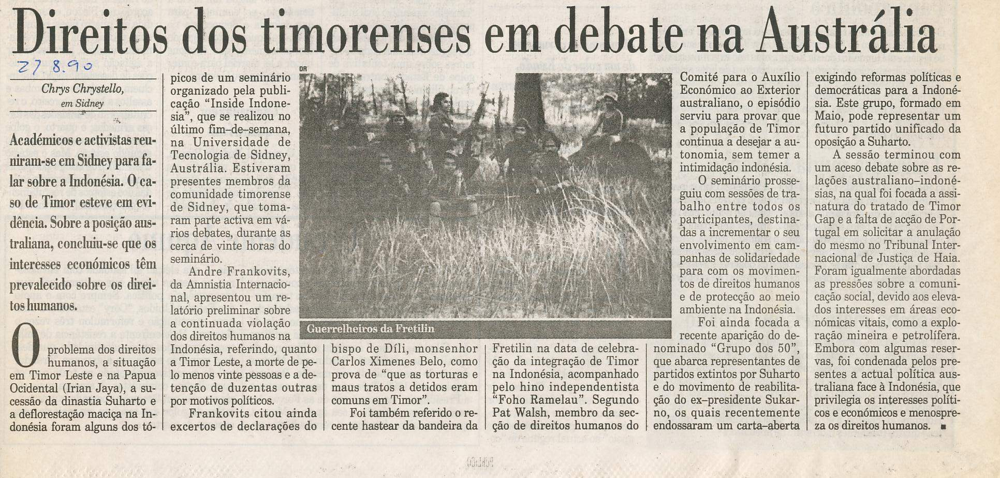 Direitos dos timorenses em debate na Austrália
27.8.90
Chrys Chrystello,
em Sidney
Académicos e activistas reu-
niram-se em Sidney para fa-
lar sobre a Indonésia. O ca-
so de Timor esteve em evi-
dência. Sobre a posição aus-
traliana, concluiu-se que os
interesses económicos têm
prevalecido sobre os direi-
tos humanos.
O problema dos direitos
humanos, a situação
em Timor Leste e na Papua
Ocidental (Irian Jaya), a su-
cessão da dinastia Suharto e
a deflorestação maciça na In-
donésia foram alguns dos tó-
picos de um seminário
organizado pela publi-
cação "Inside Indone-
sia", que se realizou no
último fim-de-semana,
na Universidade de
Tecnologia de Sidney,
Austrália. Estiveram
presentes membros da
comunidade timorense
de Sidney, que toma-
ram parte activa em vá-
rios debates, durante as
cerca de vinte horas do
seminário.
Andre Frankovits,
da Amnistia Internacio-
nal, apresentou um re-
latório preliminar sobre
a continuada violação
dos direitos humanos na
Indonésia, referindo, quanto
a Timor Leste, a morte de pe-
lo menos vinte pessoas e a de-
tenção de duzentas outras
por motivos políticos.
Frankovits citou ainda
excertos de declarações do
DR
Guerrelheiros da Fretilin
bispo de Díli, monsenhor
Carlos Ximenes Belo, como
prova de "que as torturas e
maus tratos a detidos eram
comuns em Timor".
Foi também referido o re-
cente hastear da bandeira da
Fretilin na data de celebra-
ção da integração de Timor
na Indonésia, acompanhado
pelo hino independentista
"Foho Ramelau". Segundo
Pat Walsh, membro da sec-
ção de direitos humanos do
Comité para o Auxílio
Económico ao Exterior
australiano, o episódio
serviu para provar que
a população de Timor
continua a desejar a au-
tonomia, sem temer a
intimidação indonésia.
O seminário prosse-
guiu com sessões de tra-
balho entre todos os
participantes, destina-
das a incrementar o seu
envolvimento em cam-
panhas de solidariedade
para com os movimen-
tos de direitos humanos
e de protecção ao meio
ambiente na Indonésia.
Foi ainda focada a
recente aparição do de-
nominado "Grupo dos 50",
que abarca representantes de
partidos extintos por Suharto
e do movimento de reabilita-
ção do ex-presidente Sukar-
no, os quais recentemente
endossaram um carta-aberta
exigindo reformas políticas e
democráticas para a Indoné-
sia. Este grupo, formado em
Maio, pode representar um
futuro partido unificado da
oposição a Suharto.
A sessão terminou com
um aceso debate sobre as re-
lações australiano-indoné-
sias, na qual foi focada a assi-
natura do tratado de Timor
Gap e a falta de acção de Por-
tugal em solicitar a anulação
do mesmo no Tribunal Inter-
nacional de Justiça de Haia.
Foram igualmente abordadas
as pressões sobre a comuni-
cação social, devido aos eleva-
dos interesses em áreas eco-
nómicas vitais, como a explo-
ração mineira e petrolífera.
Embora com algumas reser-
vas, foi condenada pelos pre-
sentes a actual política aus-
traliana face à Indonésia, que
privilegia os interesses políti-
cos e económicos e menospre-
za os direitos humanos. ■